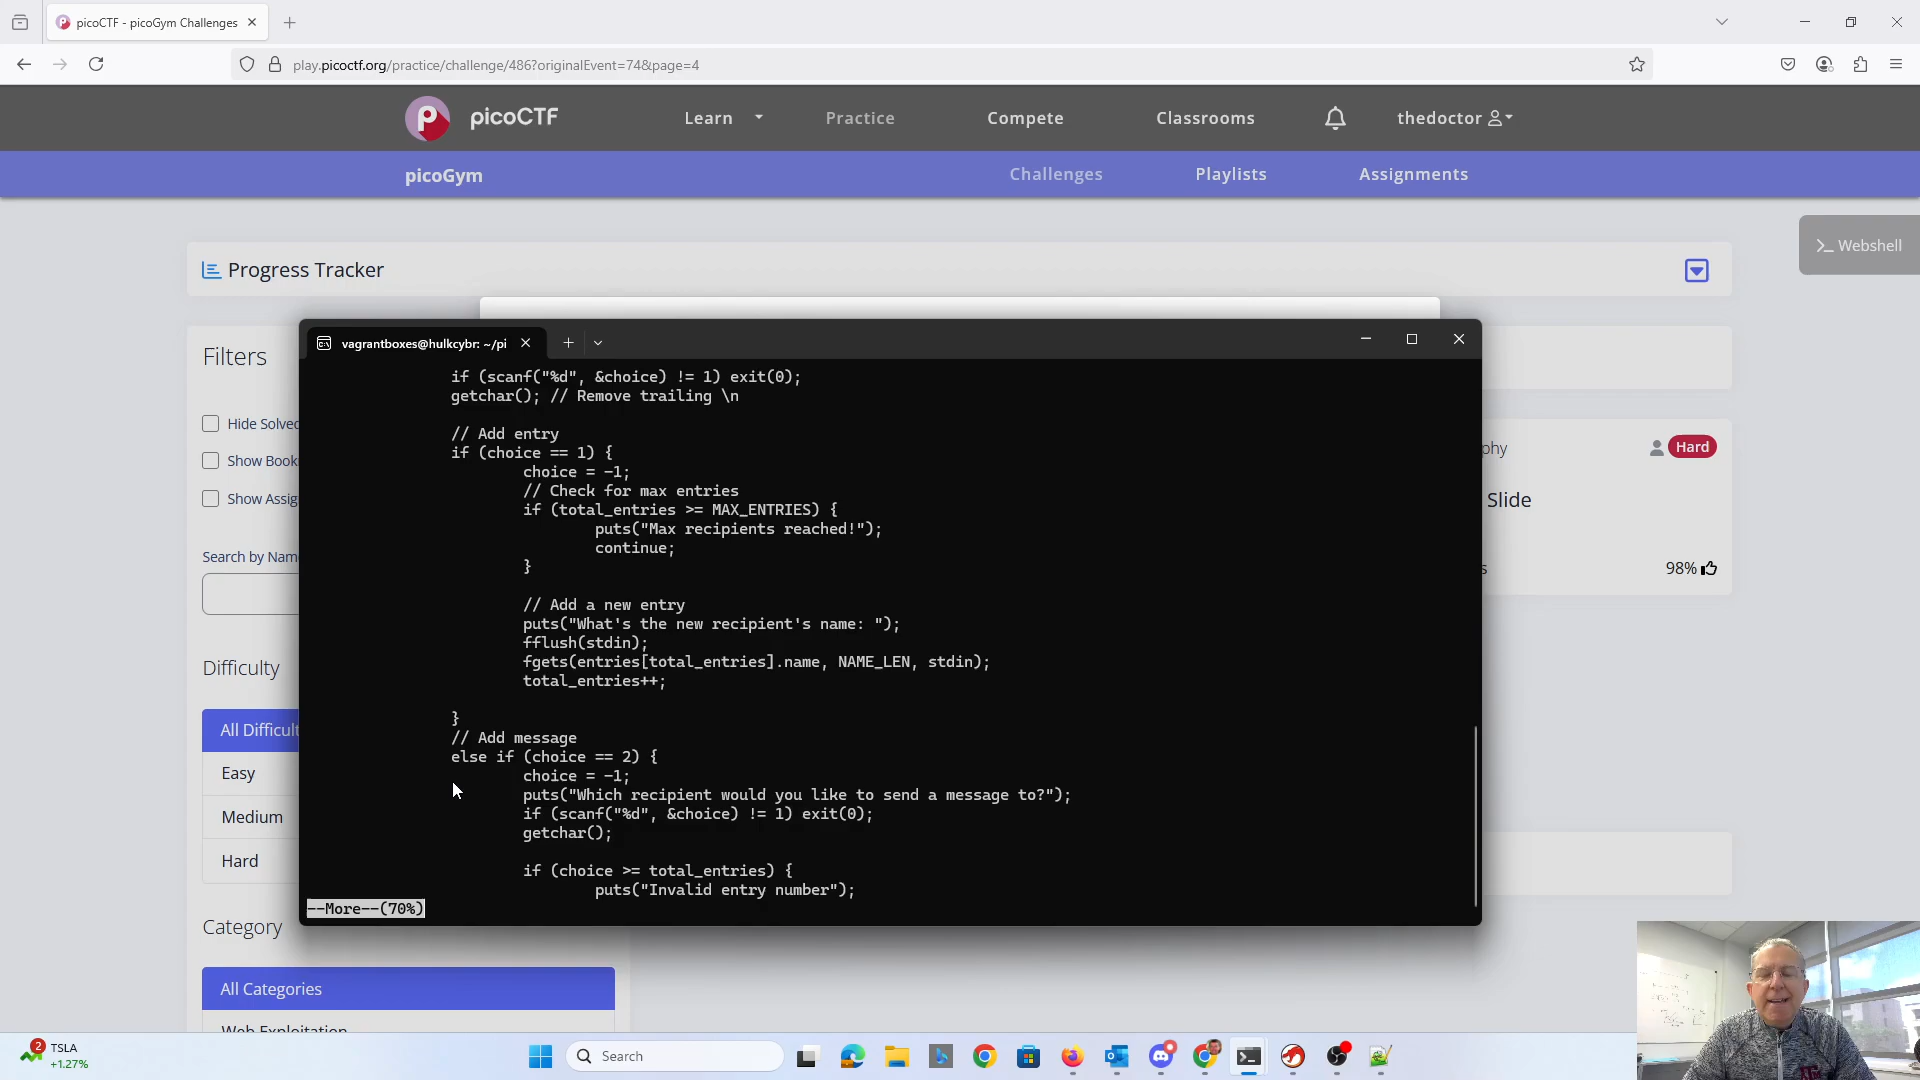 picoCTF - picoGym Challenges
play.picoctf.org/practice/challenge/486?originalEvent=74&page=4
picoCTF
Learn
Practice
Compete
Classrooms
thedoctor
picoGym
Challenges
Playlists
Assignments
>_ Webshell
Progress Tracker
Filters
Hide Solved
Show Book
Show Assig
Search by Nam
Difficulty
All Difficult
Easy
Medium
Hard
Category
All Categories
Web Exploitation
phy
Hard
Slide
s
98%
vagrantboxes@hulkcybr: ~/pi
if (scanf("%d", &choice) != 1) exit(0);
getchar(); // Remove trailing \n
// Add entry
if (choice == 1) {
choice = -1;
// Check for max entries
if (total_entries >= MAX_ENTRIES) {
puts("Max recipients reached!");
continue;
}
// Add a new entry
puts("What's the new recipient's name: ");
fflush(stdin);
fgets(entries[total_entries].name, NAME_LEN, stdin);
total_entries++;
}
// Add message
else if (choice == 2) {
choice = -1;
puts("Which recipient would you like to send a message to?");
if (scanf("%d", &choice) != 1) exit(0);
getchar();
if (choice >= total_entries) {
puts("Invalid entry number");
--More--(70%)
2
TSLA
+1.27%
Search